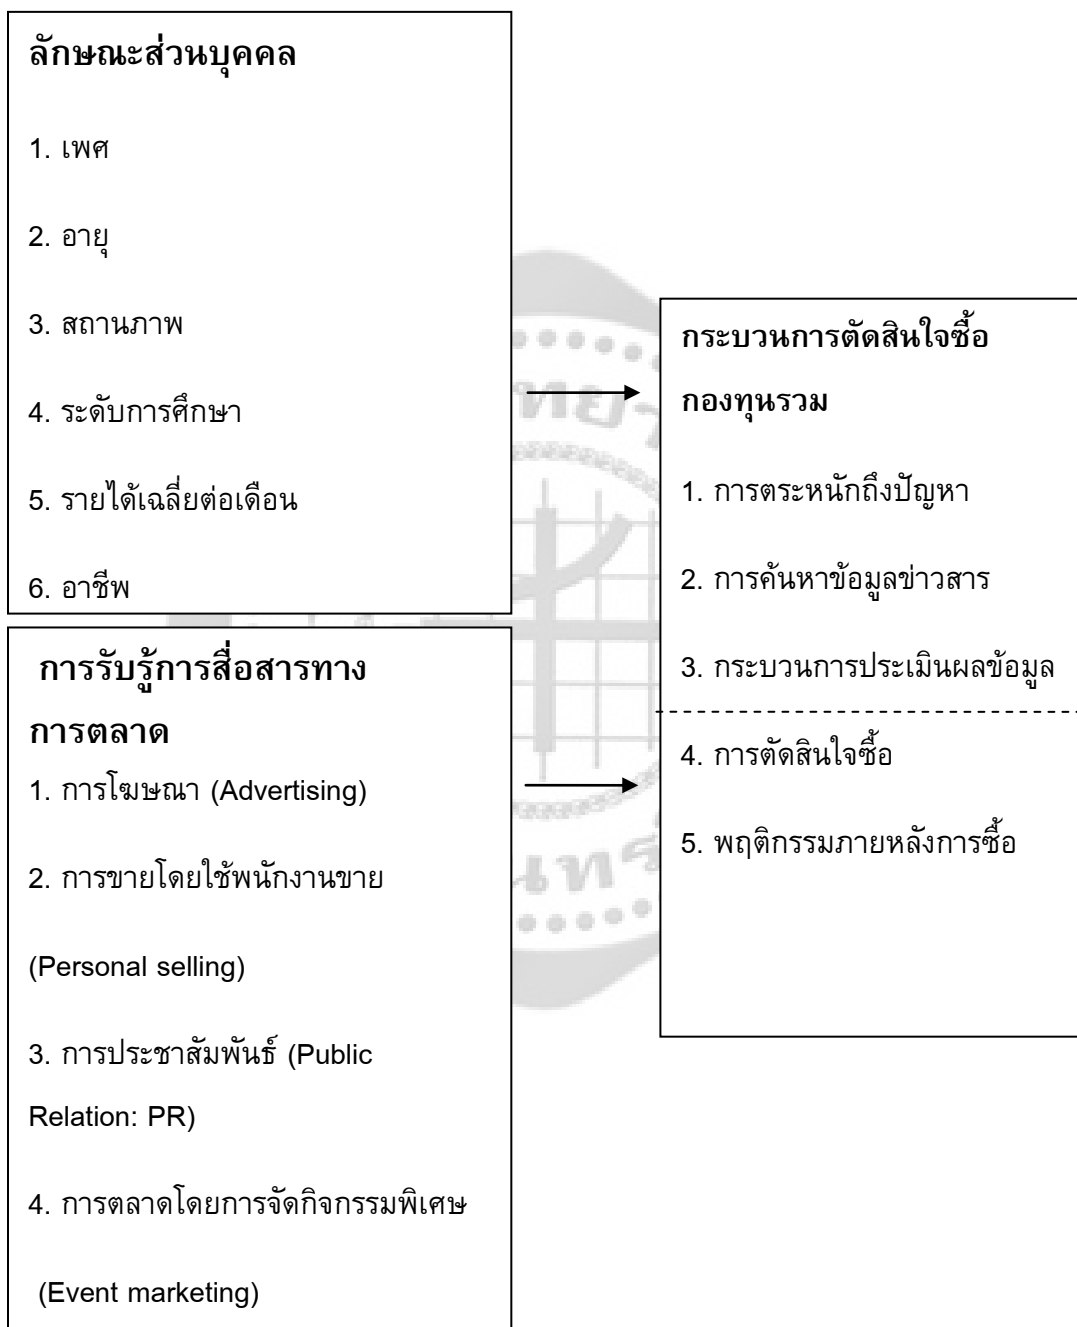 ลักษณะส่วนบุคคล
1. เพศ
2. อายุ
3. สถานภาพ
4. ระดับการศึกษา
5. รายได้เฉลี่ยต่อเดือน
6. อาชีพ
การรับรู้การสื่อสารทาง
การตลาด
1. การโฆษณา (Advertising)
2. การขายโดยใช้พนักงานขาย
(Personal selling)
3. การประชาสัมพันธ์ (Public
Relation: PR)
4. การตลาดโดยการจัดกิจกรรมพิเศษ
(Event marketing)
กระบวนการตัดสินใจซื้อ
กองทุนรวม
1. การตระหนักถึงปัญหา
2. การค้นหาข้อมูลข่าวสาร
3. กระบวนการประเมินผลข้อมูล
4. การตัดสินใจซื้อ
5. พฤติกรรมภายหลังการซื้อ